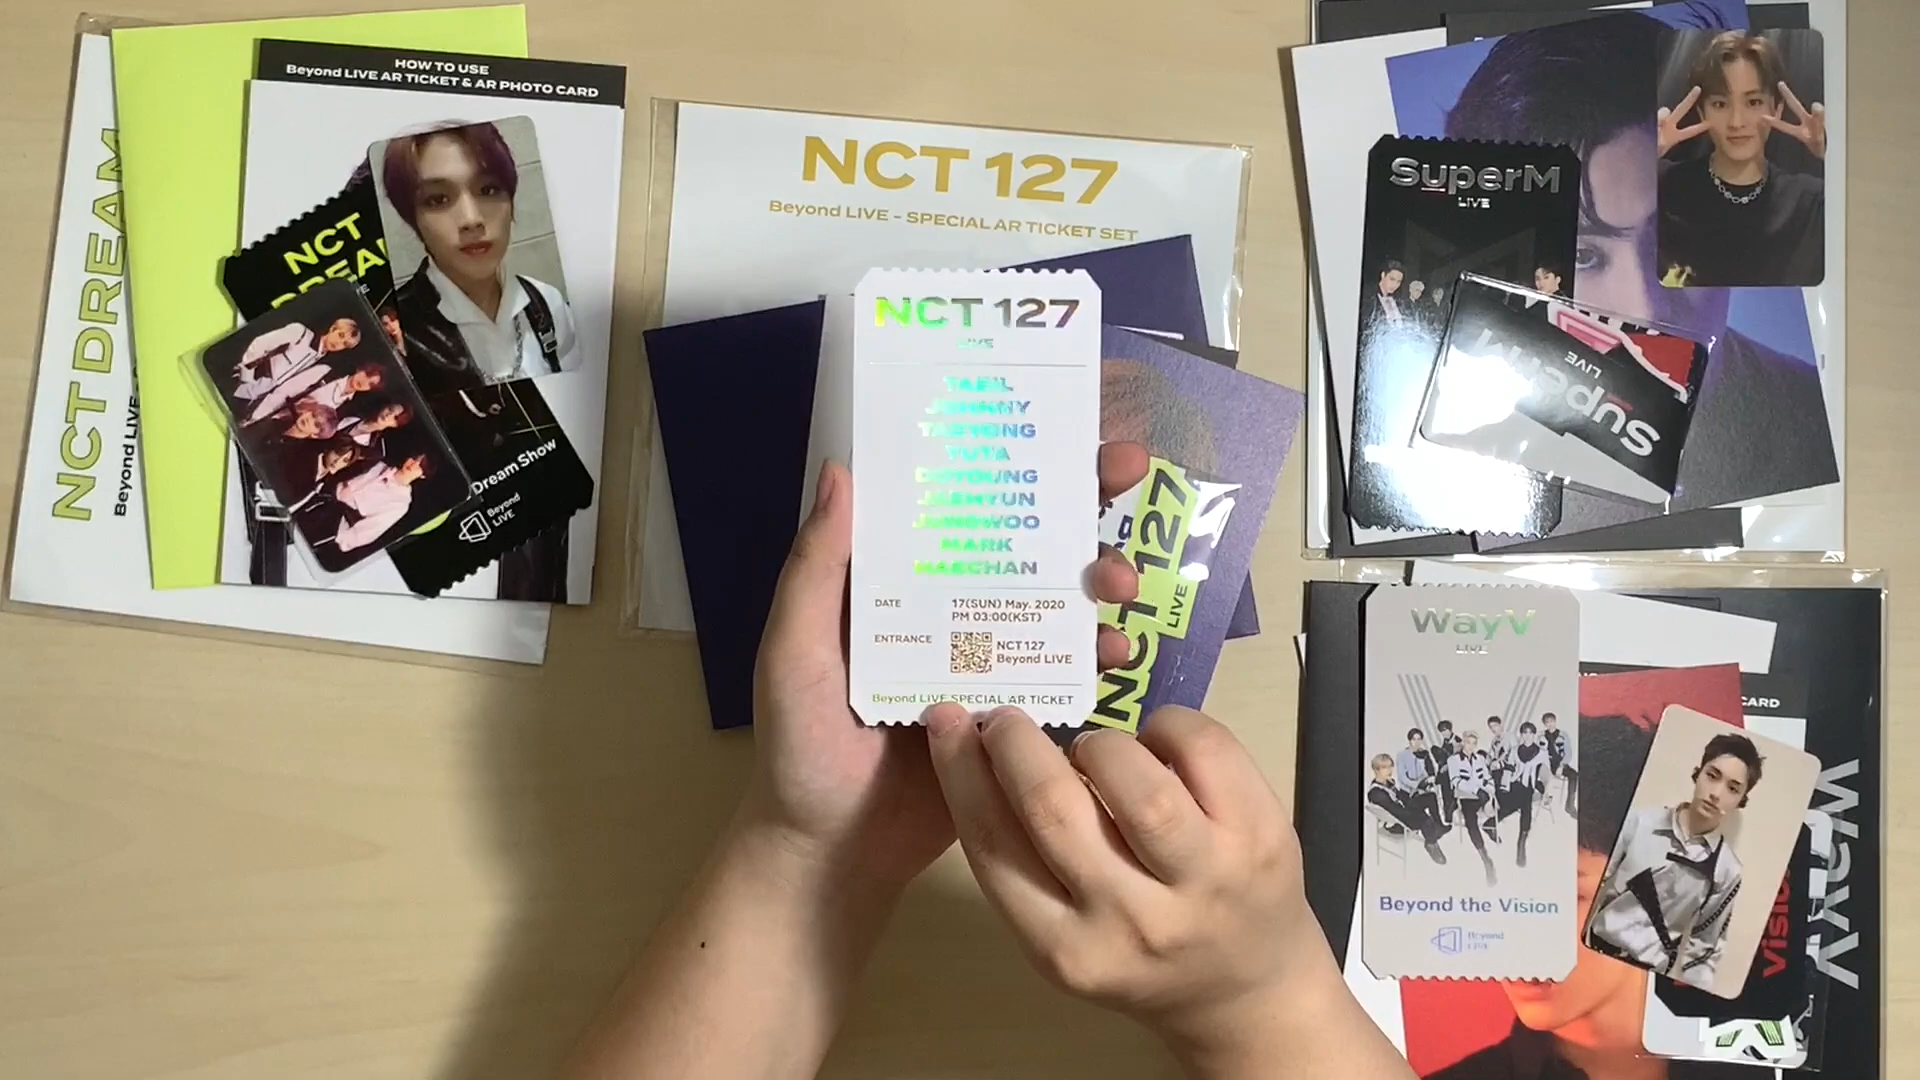 NCT DREAM
Beyond LIVE
HOW TO USE
Beyond LIVE AR TICKET & AR PHOTO CARD
NCT
DREAM
Dream Show
Beyond
LIVE
NCT 127
Beyond LIVE - SPECIAL AR TICKET SET
NCT 127
LIVE
TAEIL
JOHNNY
TAEYONG
YUTA
DOYOUNG
JAEHYUN
JUNGWOO
MARK
HAECHAN
DATE 17(SUN) May. 2020
PM 03:00(KST)
ENTRANCE NCT 127
Beyond LIVE
Beyond LIVE SPECIAL AR TICKET
NCT 127
LIVE
SuperM
LIVE
SuperM
LIVE
WayV
LIVE
Beyond the Vision
Beyond
LIVE
CARD
WayV